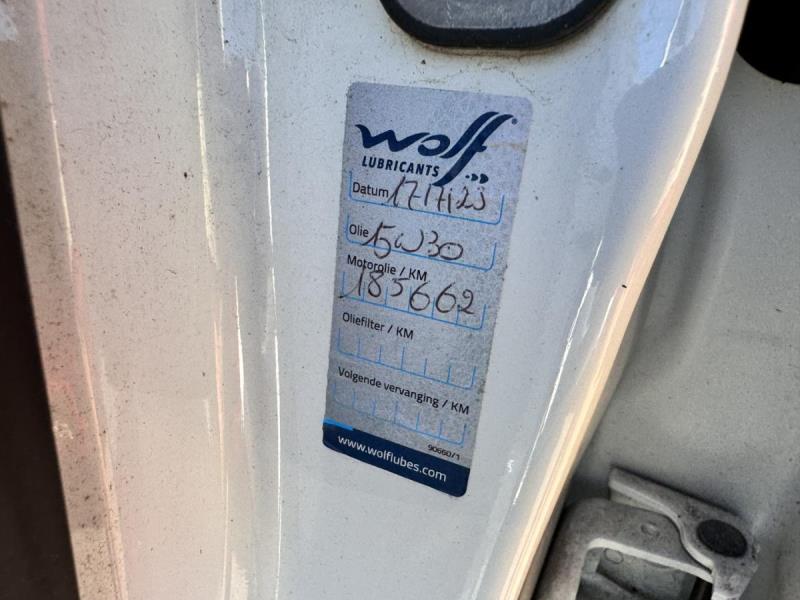 wolf®
LUBRICANTS
Datum 17/7/23
Olie 15W30
Motorolie / KM
185662
Oliefilter / KM
Volgende vervanging / KM
90660/1
www.wolflubes.com